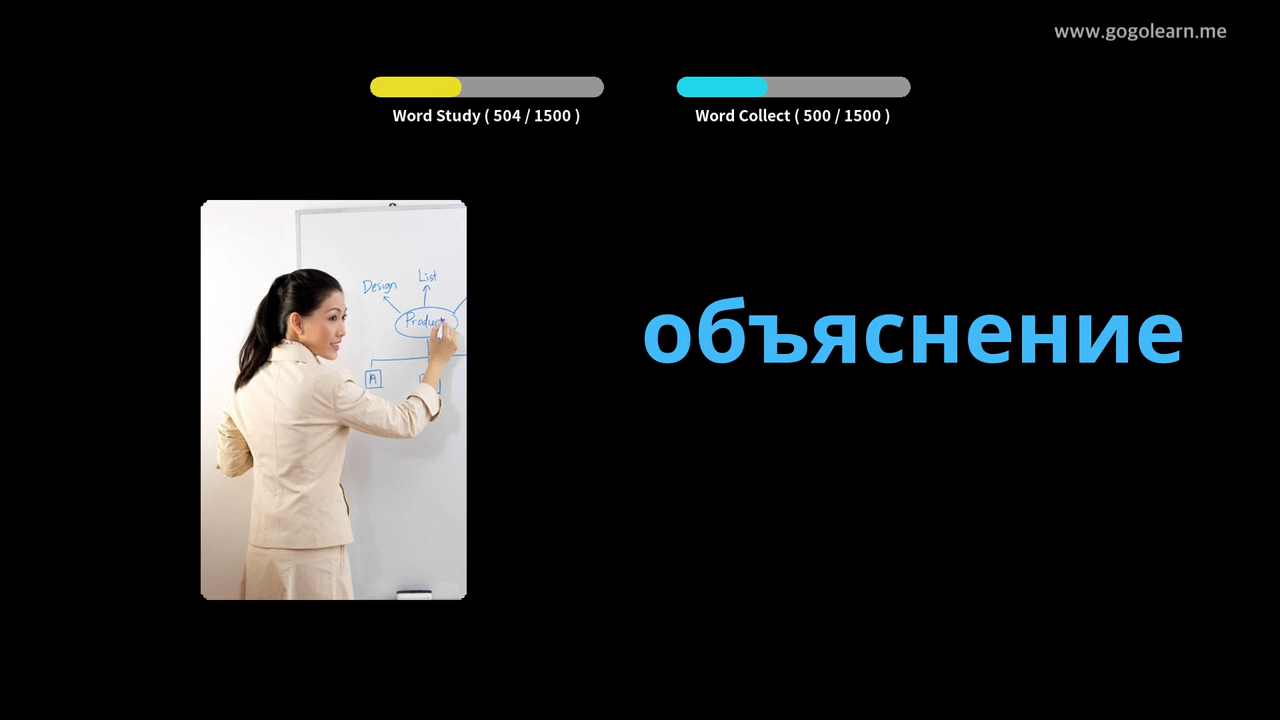 www.gogolearn.me
Word Study ( 504 / 1500 )
Word Collect ( 500 / 1500 )
List
Design
Product
A
объяснение